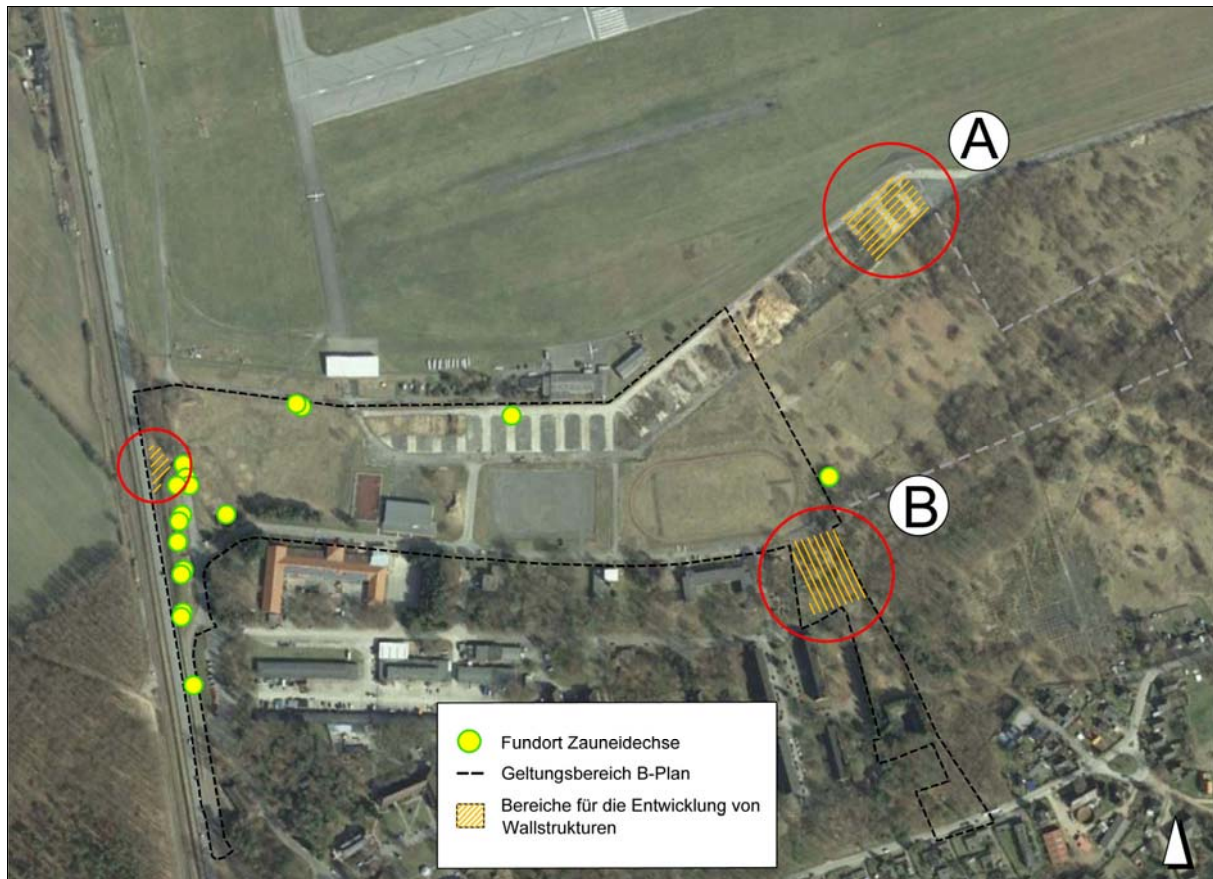 A
B
Fundort Zauneidechse
Geltungsbereich B-Plan
Bereiche für die Entwicklung von
Wallstrukturen